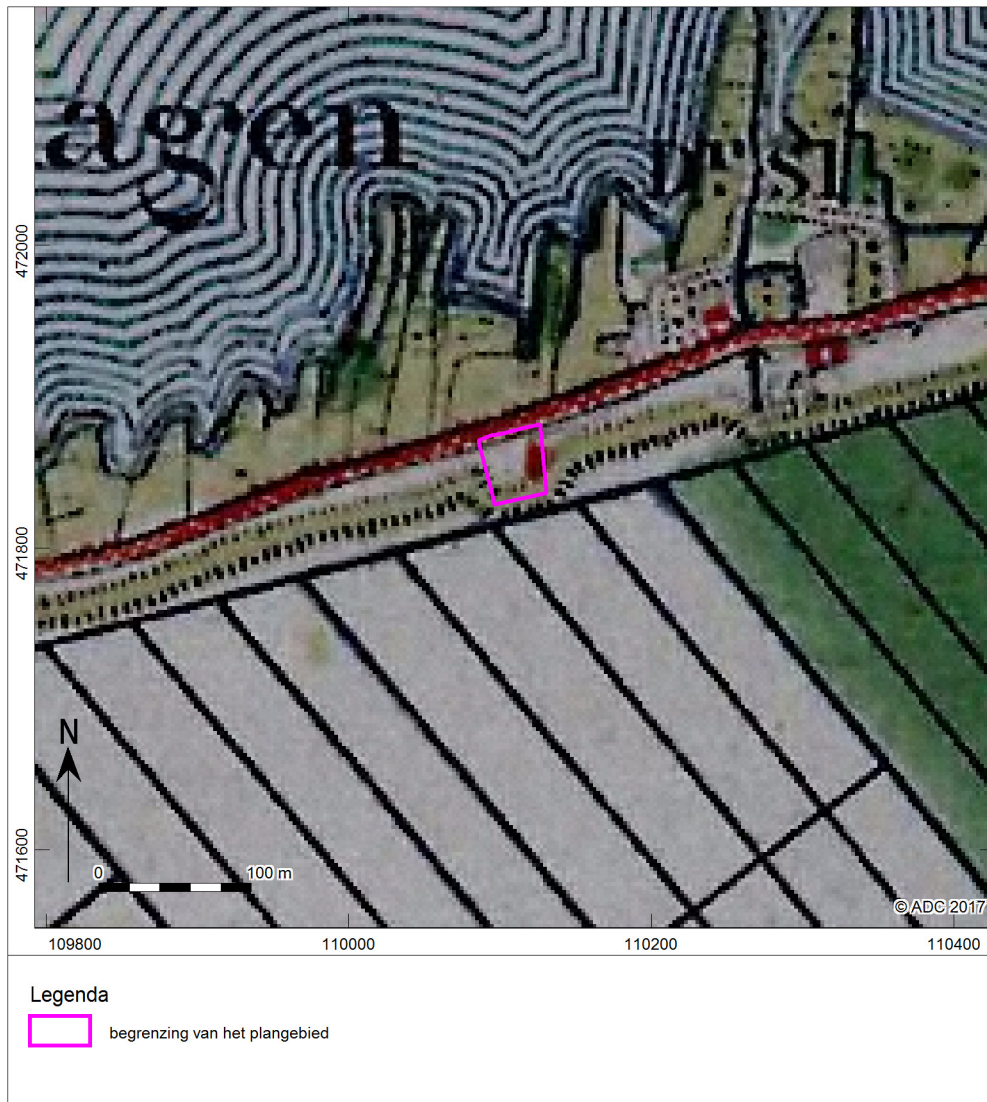 agen
472000
471800
471600
N
0 100 m
© ADC 2017
109800 110000 110200 110400
Legenda
begrenzing van het plangebied